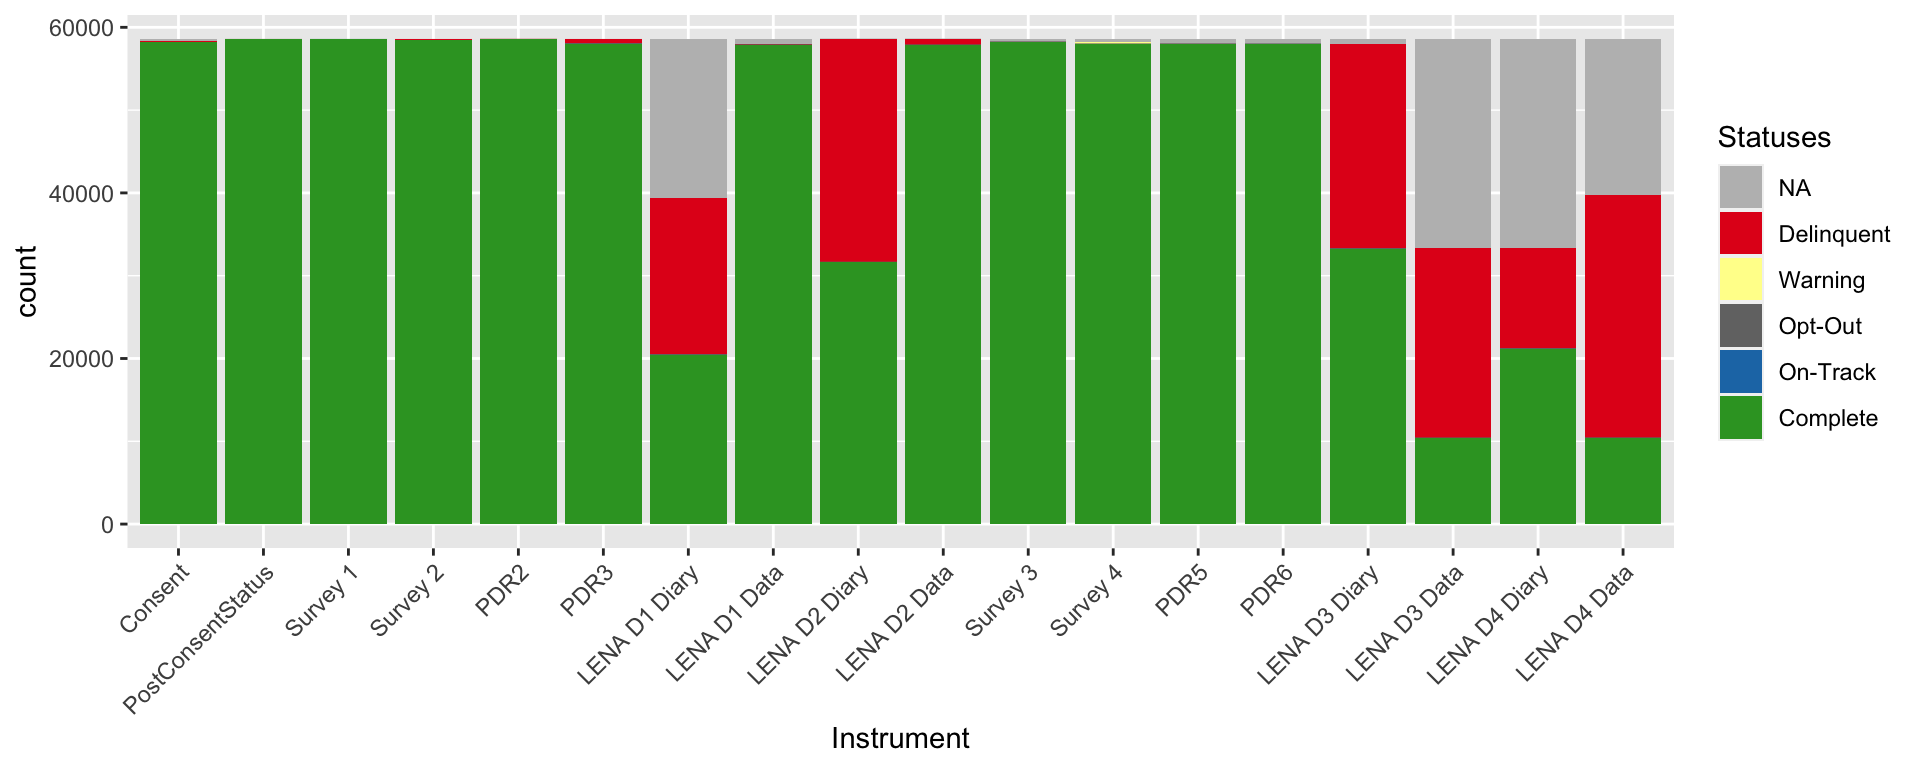 60000
40000
20000
0
count
Consent
PostConsentStatus
Survey 1
Survey 2
PDR2
PDR3
LENA D1 Diary
LENA D1 Data
LENA D2 Diary
LENA D2 Data
Survey 3
Survey 4
PDR5
PDR6
LENA D3 Diary
LENA D3 Data
LENA D4 Diary
LENA D4 Data
Instrument
Statuses
NA
Delinquent
Warning
Opt-Out
On-Track
Complete